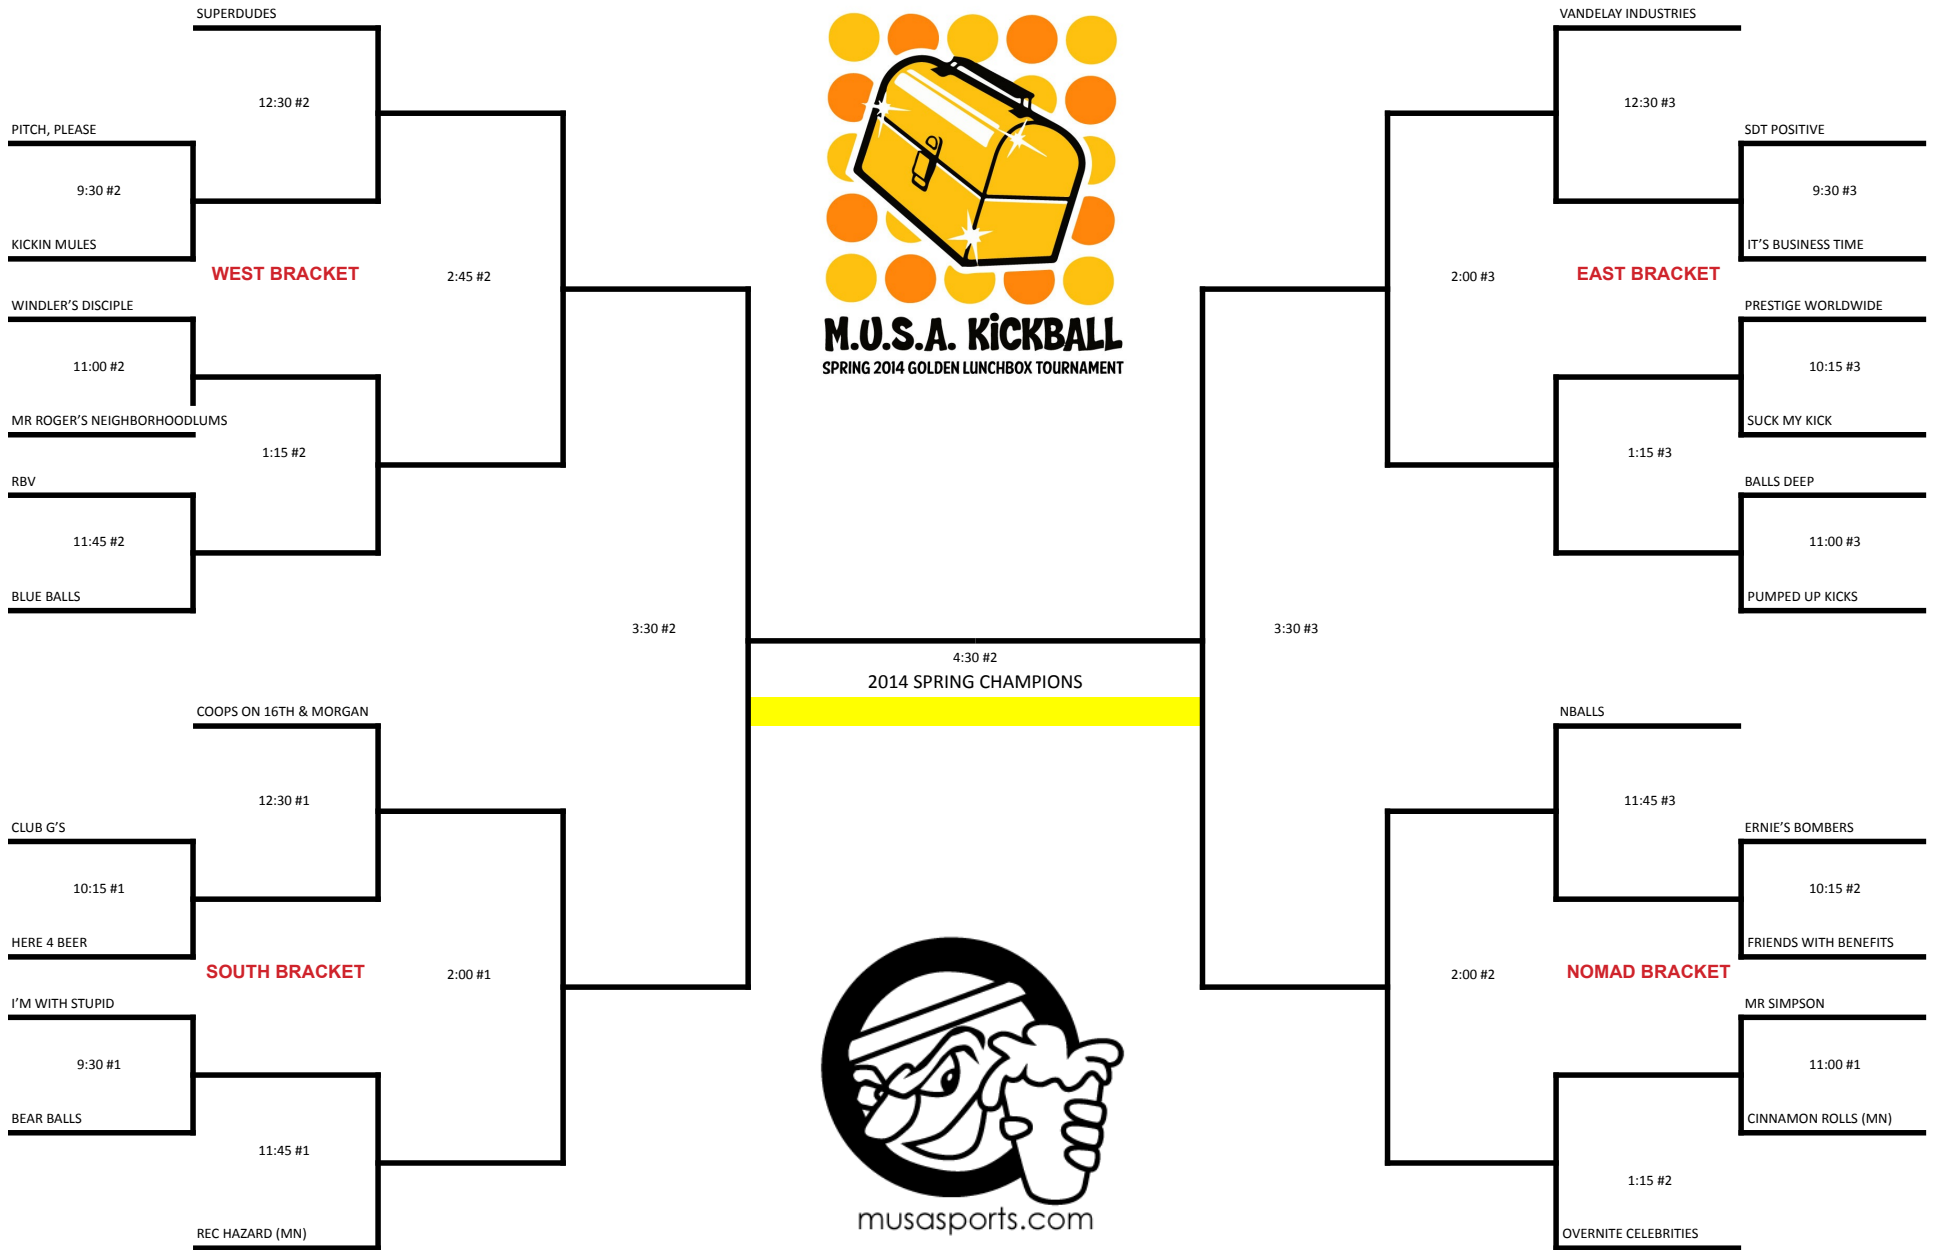 SUPERDUDES
12:30 #2
PITCH, PLEASE
9:30 #2
KICKIN MULES
WEST BRACKET
2:45 #2
WINDLER'S DISCIPLE
11:00 #2
MR ROGER'S NEIGHBORHOODLUMS
1:15 #2
RBV
11:45 #2
BLUE BALLS
3:30 #2
COOPS ON 16TH & MORGAN
12:30 #1
CLUB G'S
10:15 #1
HERE 4 BEER
SOUTH BRACKET
2:00 #1
I'M WITH STUPID
9:30 #1
BEAR BALLS
11:45 #1
REC HAZARD (MN)
M.U.S.A. KiCKBALL
SPRING 2014 GOLDEN LUNCHBOX TOURNAMENT
4:30 #2
2014 SPRING CHAMPIONS
musasports.com
VANDELAY INDUSTRIES
12:30 #3
SDT POSITIVE
9:30 #3
IT'S BUSINESS TIME
2:00 #3
EAST BRACKET
PRESTIGE WORLDWIDE
10:15 #3
SUCK MY KICK
1:15 #3
BALLS DEEP
11:00 #3
PUMPED UP KICKS
3:30 #3
NBALLS
11:45 #3
ERNIE'S BOMBERS
10:15 #2
FRIENDS WITH BENEFITS
2:00 #2
NOMAD BRACKET
MR SIMPSON
11:00 #1
CINNAMON ROLLS (MN)
1:15 #2
OVERNITE CELEBRITIES